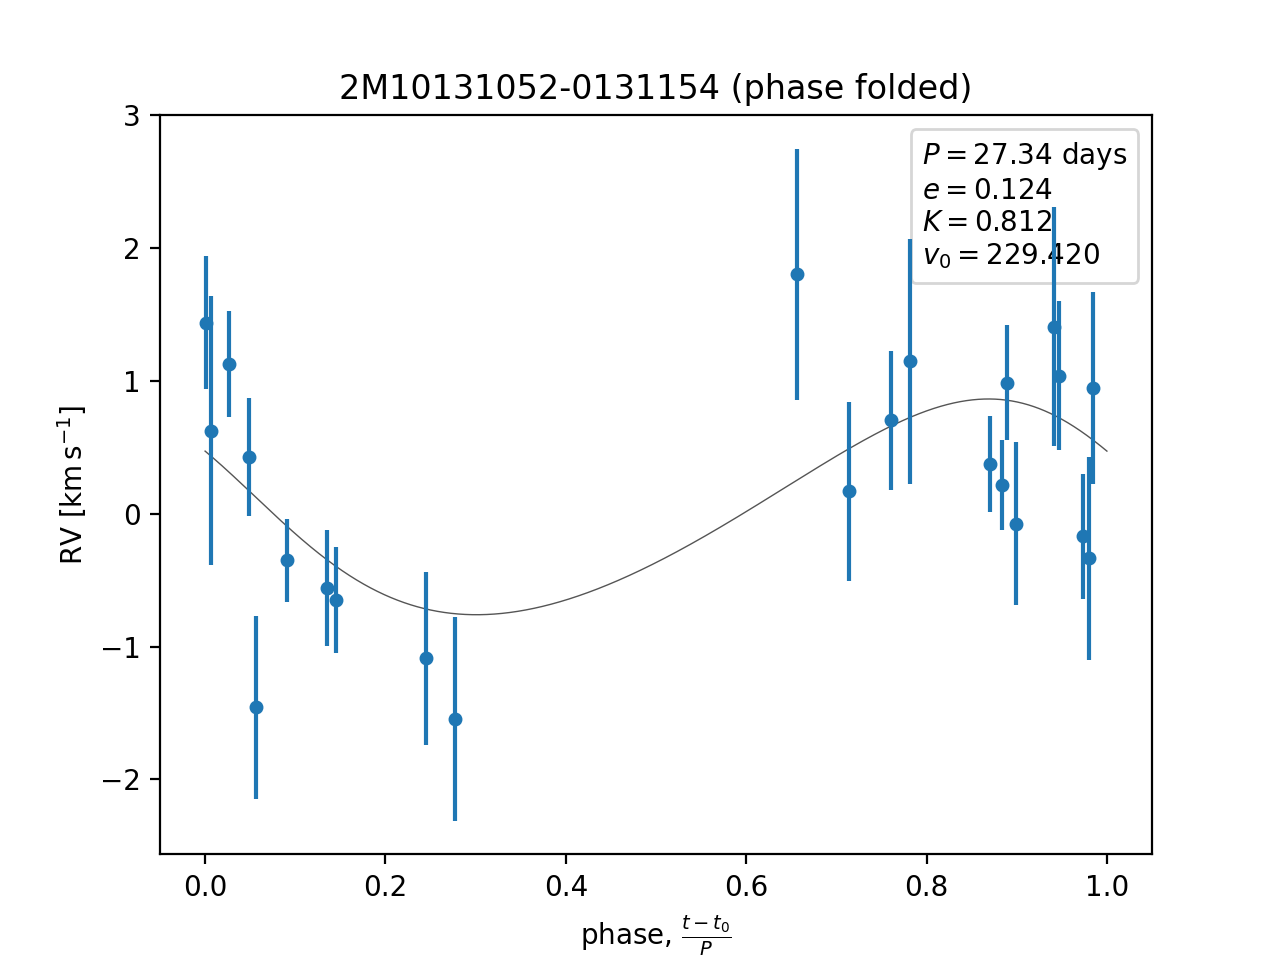 2M10131052-0131154 (phase folded)
P = 27.34 days
e = 0.124
K = 0.812
v₀ = 229.420
3
2
1
0
−1
−2
RV [km s⁻¹]
0.0 0.2 0.4 0.6 0.8 1.0
phase, (t − t₀)/P